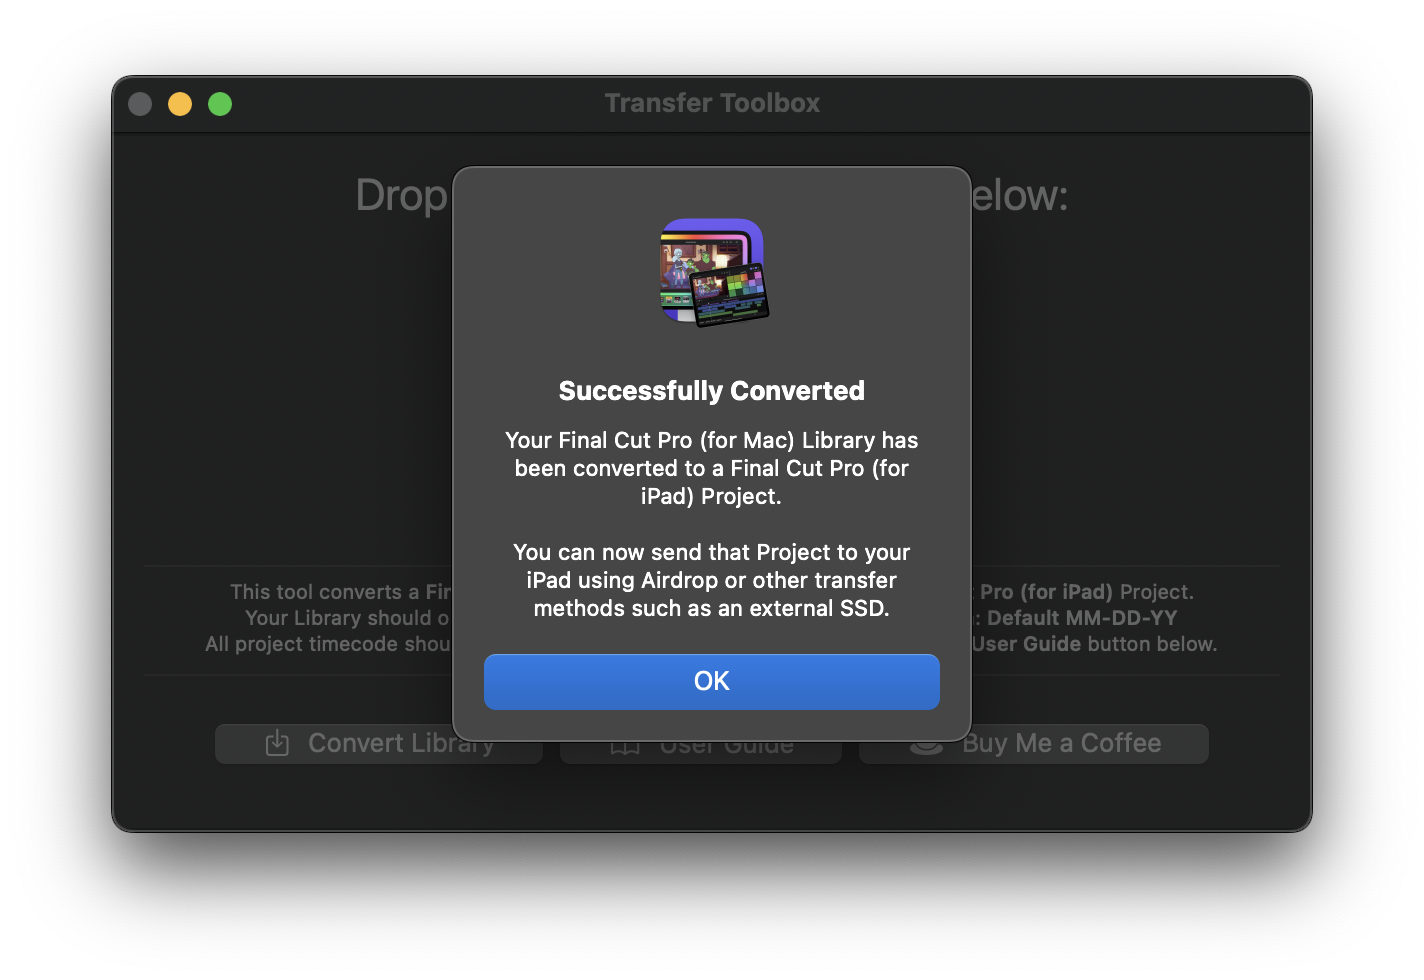 Transfer Toolbox
Drop elow:
Successfully Converted
Your Final Cut Pro (for Mac) Library has
been converted to a Final Cut Pro (for
iPad) Project.
You can now send that Project to your
iPad using Airdrop or other transfer
methods such as an external SSD.
OK
This tool converts a Fin Pro (for iPad) Project.
Your Library should o : Default MM-DD-YY
All project timecode shou User Guide button below.
Convert Library User Guide Buy Me a Coffee